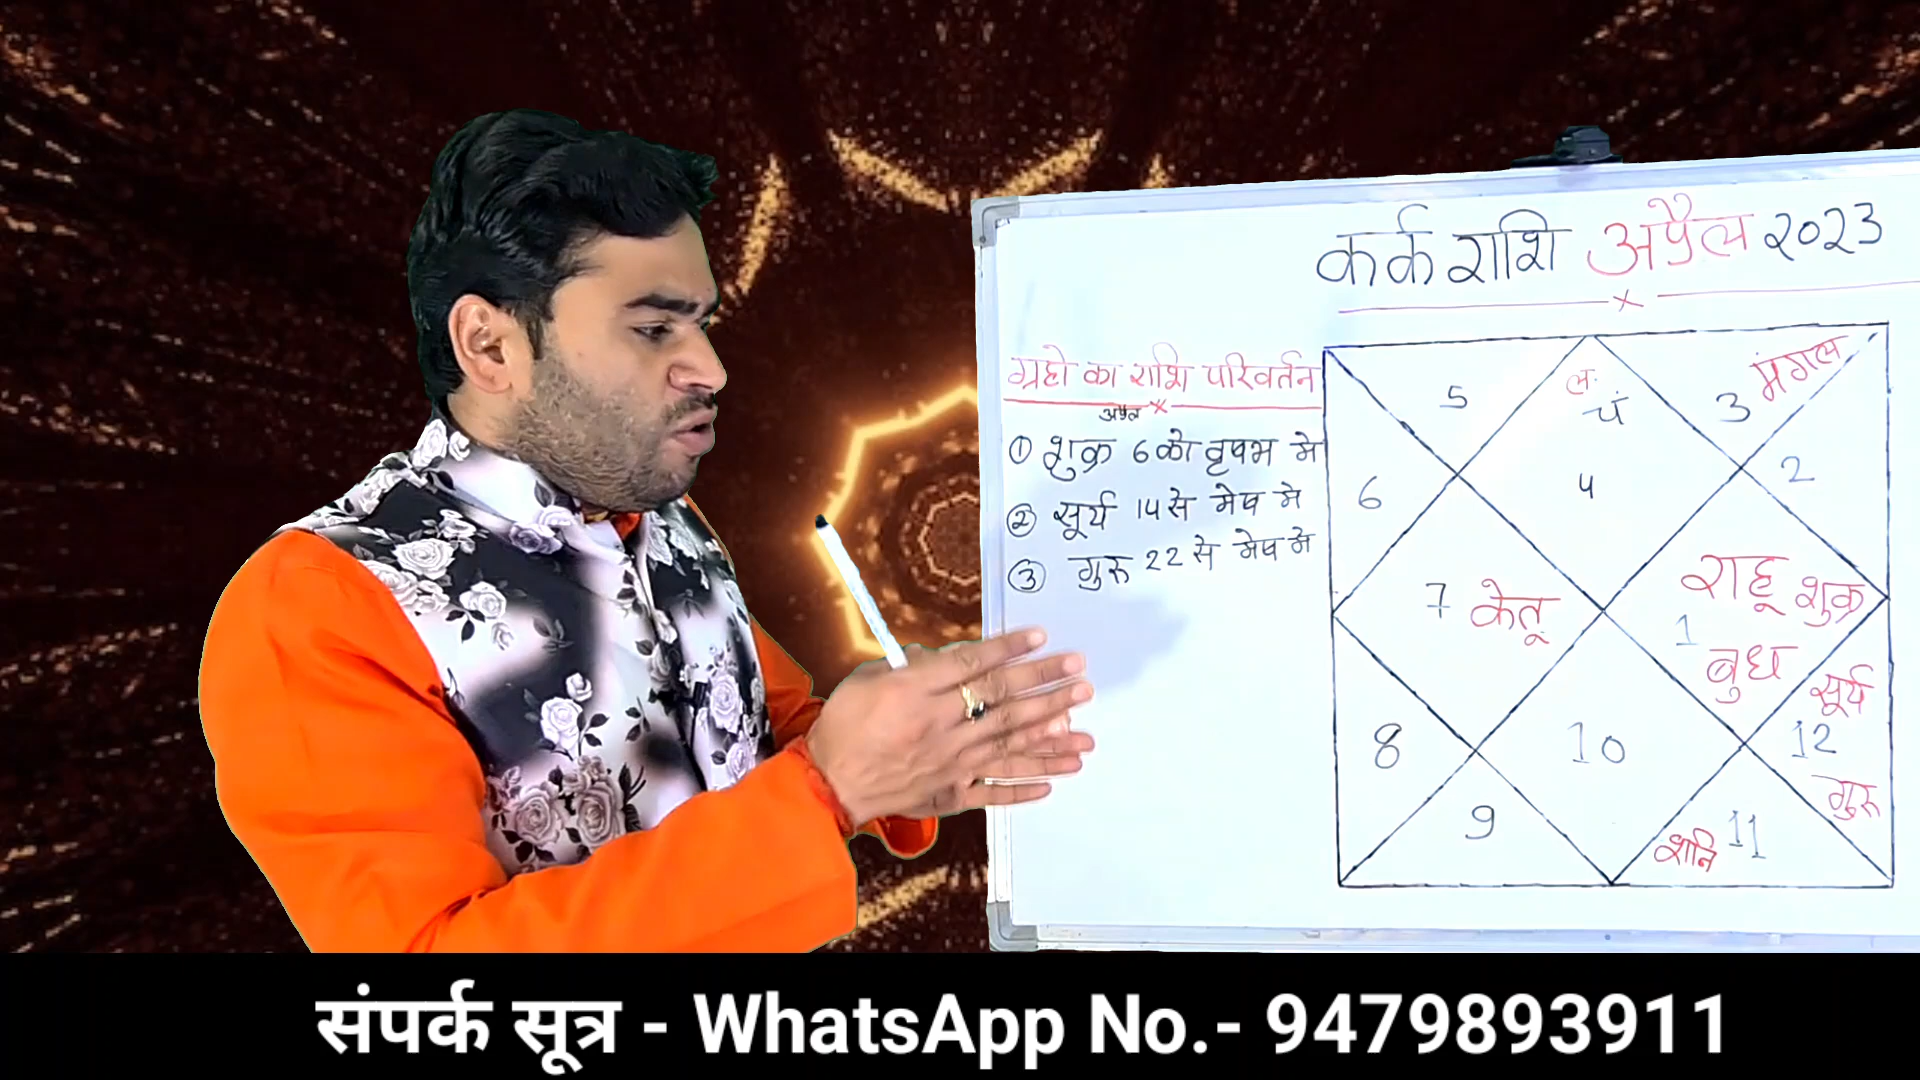 कर्क राशि अप्रैल २०२३
ग्रहो का राशि परिवर्तन
अप्रैल
① शुक्र 6 को वृषभ मे
② सूर्य 14 से मेष मे
③ गुरू 22 से मेष मे
5
ल.
चं
4
3 मंगल
2
6
7 केतू
राहू शुक्र
1
बुध
सूर्य
12
गुरू
8
10
9
शनि 11
संपर्क सूत्र - WhatsApp No.- 9479893911